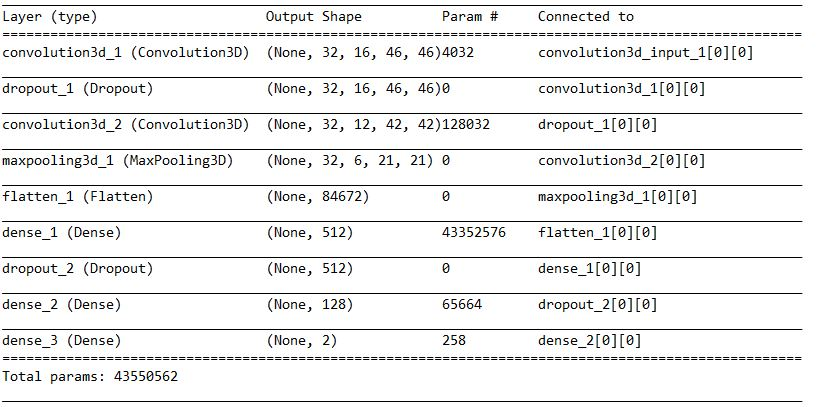 Layer (type) Output Shape Param # Connected to
convolution3d_1 (Convolution3D) (None, 32, 16, 46, 46)4032 convolution3d_input_1[0][0]
dropout_1 (Dropout) (None, 32, 16, 46, 46)0 convolution3d_1[0][0]
convolution3d_2 (Convolution3D) (None, 32, 12, 42, 42)128032 dropout_1[0][0]
maxpooling3d_1 (MaxPooling3D) (None, 32, 6, 21, 21) 0 convolution3d_2[0][0]
flatten_1 (Flatten) (None, 84672) 0 maxpooling3d_1[0][0]
dense_1 (Dense) (None, 512) 43352576 flatten_1[0][0]
dropout_2 (Dropout) (None, 512) 0 dense_1[0][0]
dense_2 (Dense) (None, 128) 65664 dropout_2[0][0]
dense_3 (Dense) (None, 2) 258 dense_2[0][0]
Total params: 43550562